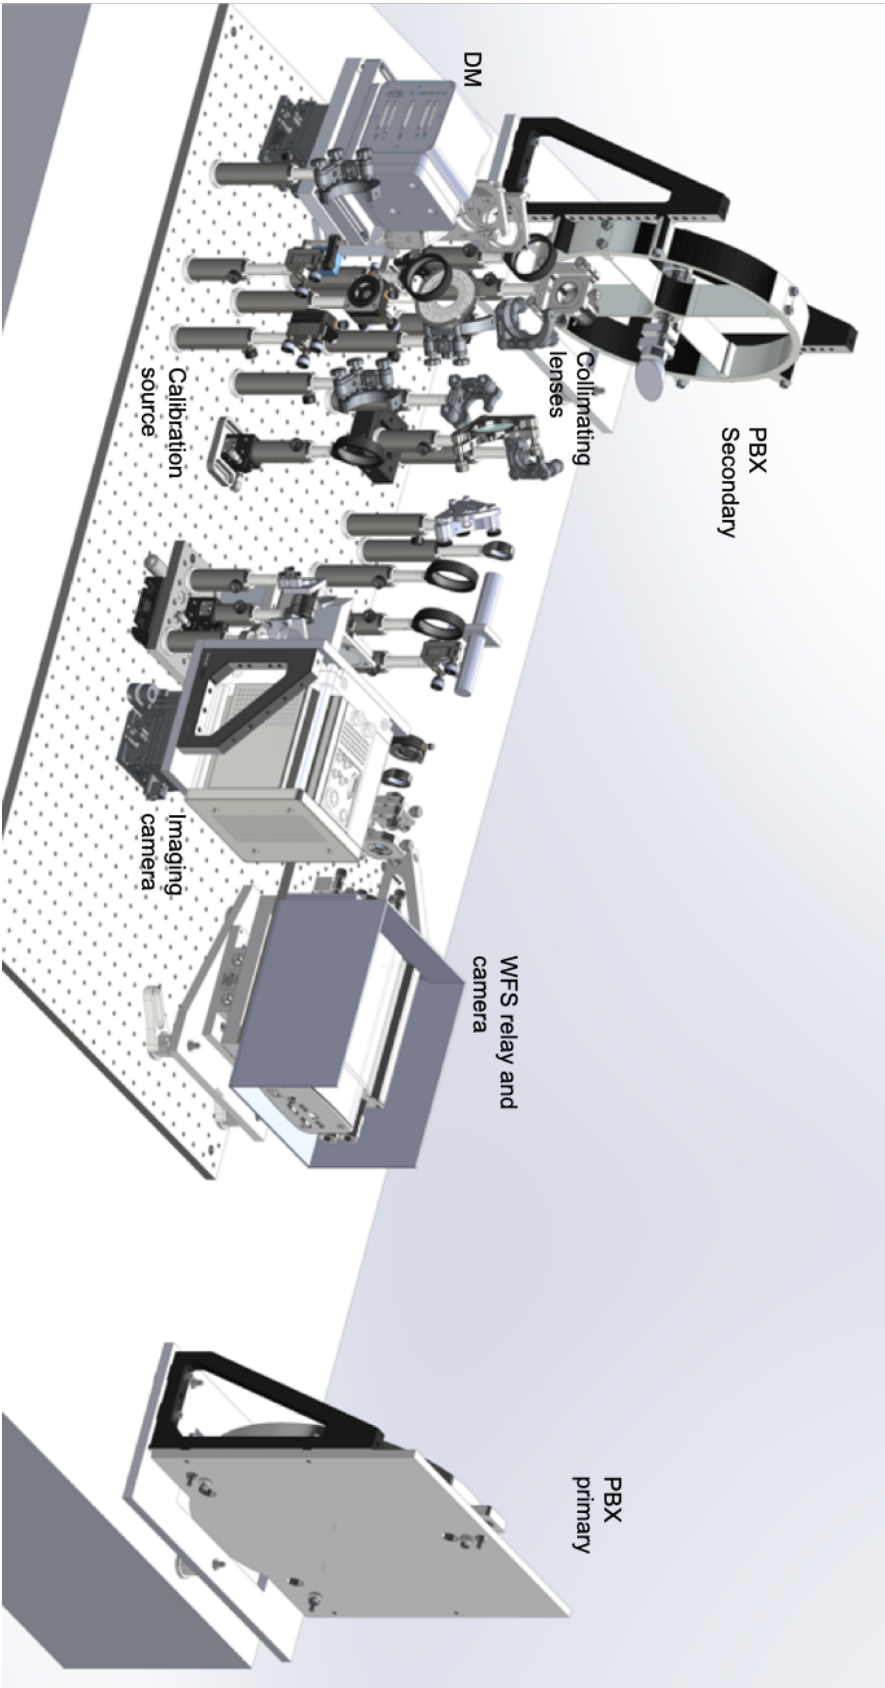 DM
PBX
Secondary
Collimating
lenses
Calibration
source
Imaging
camera
WFS relay and
camera
PBX
primary